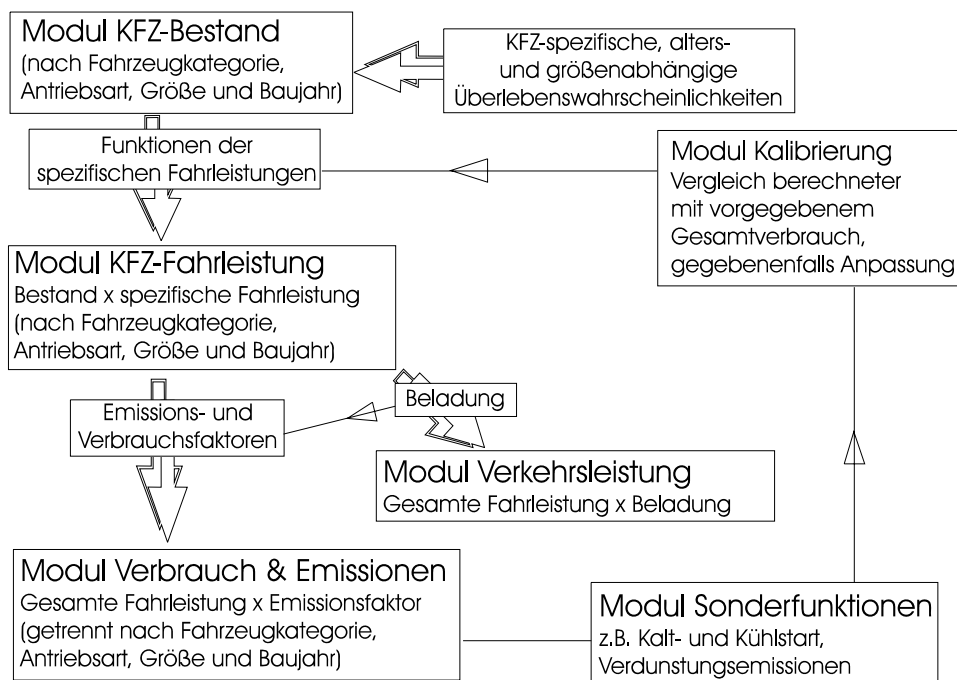 Modul KFZ-Bestand
(nach Fahrzeugkategorie,
Antriebsart, Größe und Baujahr)
KFZ-spezifische, alters-
und größenabhängige
Überlebenswahrscheinlichkeiten
Funktionen der
spezifischen Fahrleistungen
Modul Kalibrierung
Vergleich berechneter
mit vorgegebenem
Gesamtverbrauch,
gegebenenfalls Anpassung
Modul KFZ-Fahrleistung
Bestand x spezifische Fahrleistung
(nach Fahrzeugkategorie,
Antriebsart, Größe und Baujahr)
Emissions- und
Verbrauchsfaktoren
Beladung
Modul Verkehrsleistung
Gesamte Fahrleistung x Beladung
Modul Verbrauch & Emissionen
Gesamte Fahrleistung x Emissionsfaktor
(getrennt nach Fahrzeugkategorie,
Antriebsart, Größe und Baujahr)
Modul Sonderfunktionen
z.B. Kalt- und Kühlstart,
Verdunstungsemissionen